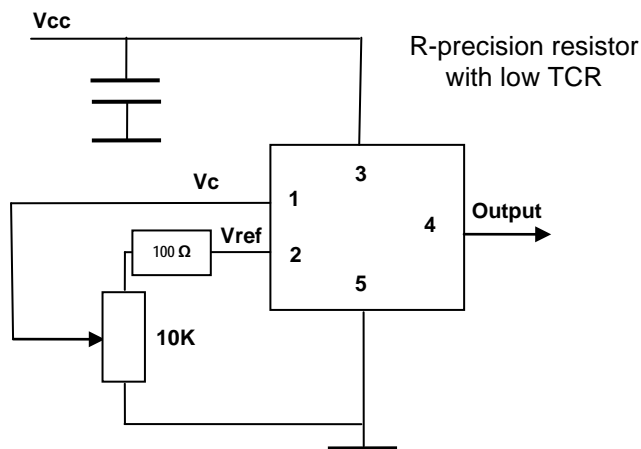 Vcc
R-precision resistor
with low TCR
3
Vc
1
Output
4
Vref
100 Ω
2
5
10K